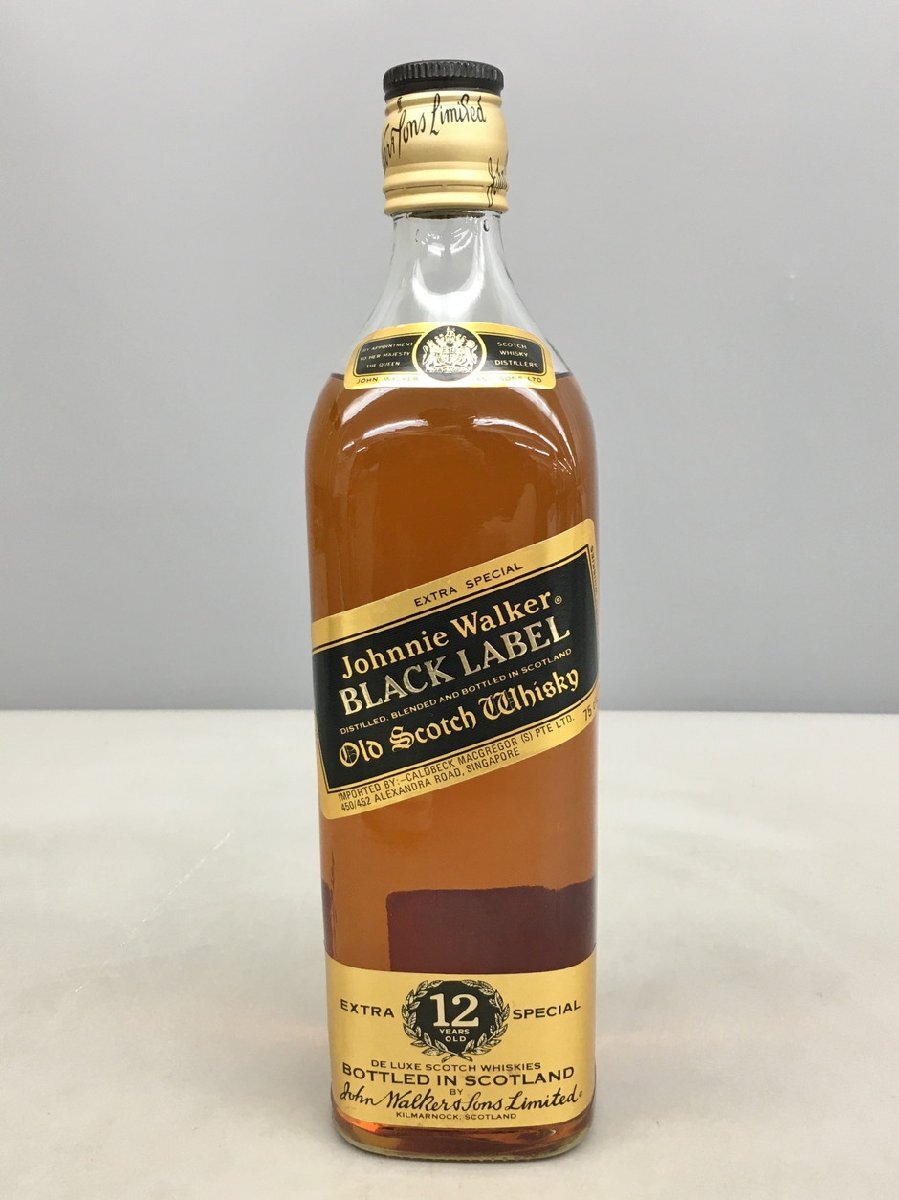 Sons Limited
BY APPOINTMENT
TO HER MAJESTY
THE QUEEN
SCOTCH
WHISKY
DISTILLERS
JOHN WALKER & SONS LTD
EXTRA SPECIAL
Johnnie Walker®
BLACK LABEL
DISTILLED, BLENDED AND BOTTLED IN SCOTLAND
Old Scotch Whisky
75
IMPORTED BY:-CALDBECK MACGREGOR (S) PTE LTD.
450/452 ALEXANDRA ROAD, SINGAPORE
EXTRA 12 SPECIAL
YEARS
OLD
DE LUXE SCOTCH WHISKIES
BOTTLED IN SCOTLAND
BY
John Walker & Sons Limited.
KILMARNOCK, SCOTLAND